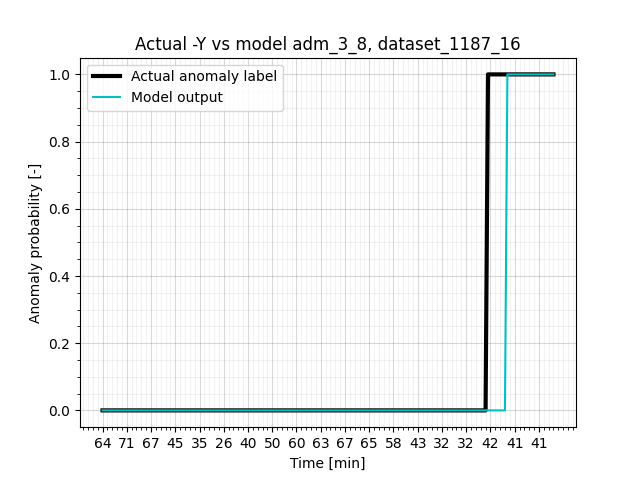 Actual -Y vs model adm_3_8, dataset_1187_16
Actual anomaly label
Model output
1.0
0.8
0.6
0.4
0.2
0.0
Anomaly probability [-]
64 71 67 45 35 26 40 50 60 63 67 65 58 43 32 32 42 41 41
Time [min]